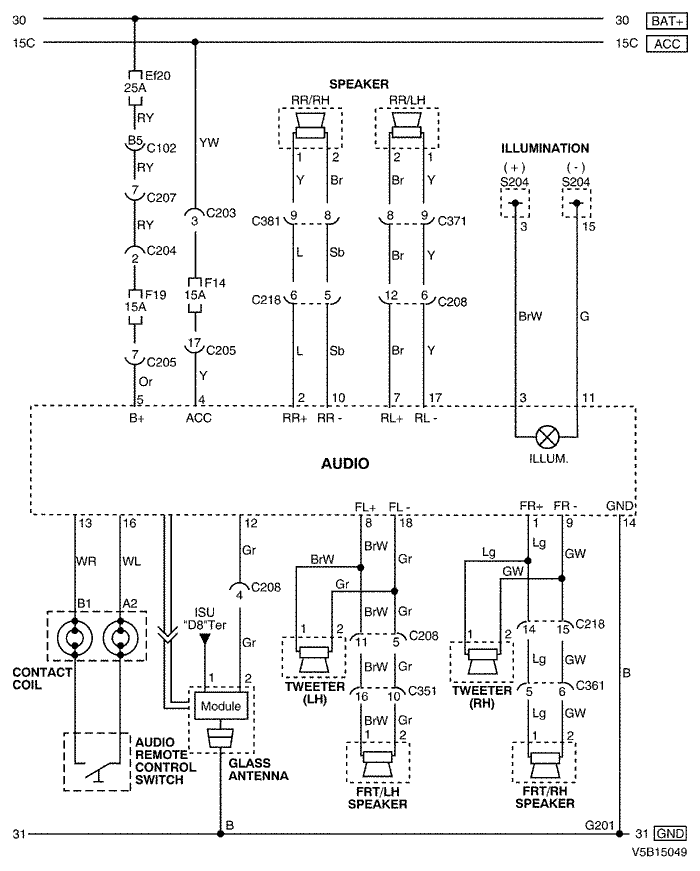 30 30 BAT+
15C 15C ACC
Ef20
25A
SPEAKER
RR/RH RR/LH
RY
B5 C102
YW
ILLUMINATION
(+) (-)
S204 S204
1 2 2 1
RY
Y Br Br Y
7 C207
3 C203
C381 9 8 8 9 C371
3 15
RY
2 C204
L Sb Br Y
F19
15A
F14
15A
C218 6 5 12 6 C208
BrW G
7 C205
17 C205
L Sb Br Y
Or Y
5 4 2 10 7 17 3 11
B+ ACC RR+ RR- RL+ RL-
AUDIO
ILLUM.
FL+ FL- FR+ FR- GND
13 16 12 8 18 1 9 14
WR WL Gr
BrW BrW Gr
Lg Lg GW
Gr GW
4 C208
B1 A2
ISU
"D8"Ter
BrW Gr
1 2
11 5 C208
1 2
14 15 C218
Gr
CONTACT
COIL
1 2
Module
TWEETER
(LH)
BrW Gr
TWEETER
(RH)
Lg GW
B
16 10 C351
5 6 C361
BrW Gr
Lg GW
1 2
1 2
AUDIO
REMOTE
CONTROL
SWITCH
GLASS
ANTENNA
FRT/LH
SPEAKER
FRT/RH
SPEAKER
31 B G201 31 GND
V5B15049